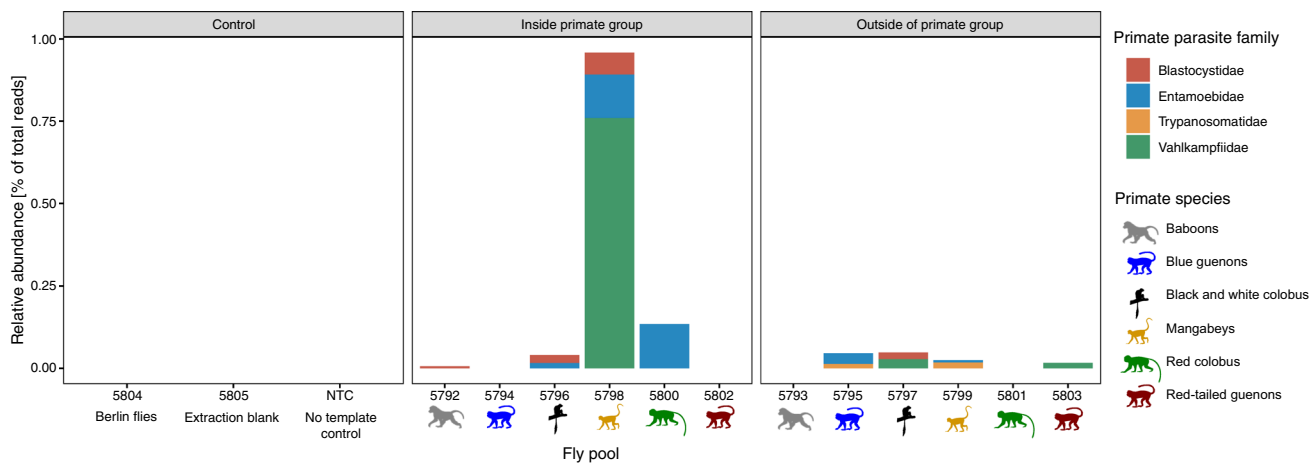 Control
Inside primate group
Outside of primate group
Relative abundance [% of total reads]
1.00
0.75
0.50
0.25
0.00
5804
5805
NTC
Berlin flies
Extraction blank
No template
control
5792
5794
5796
5798
5800
5802
5793
5795
5797
5799
5801
5803
Fly pool
Primate parasite family
Blastocystidae
Entamoebidae
Trypanosomatidae
Vahlkampfiidae
Primate species
Baboons
Blue guenons
Black and white colobus
Mangabeys
Red colobus
Red-tailed guenons